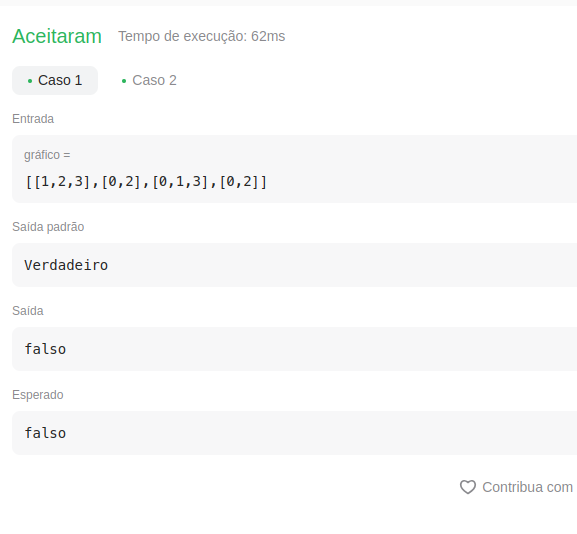 Aceitaram Tempo de execução: 62ms
• Caso 1 • Caso 2
Entrada
gráfico =
[[1,2,3],[0,2],[0,1,3],[0,2]]
Saída padrão
Verdadeiro
Saída
falso
Esperado
falso
Contribua com